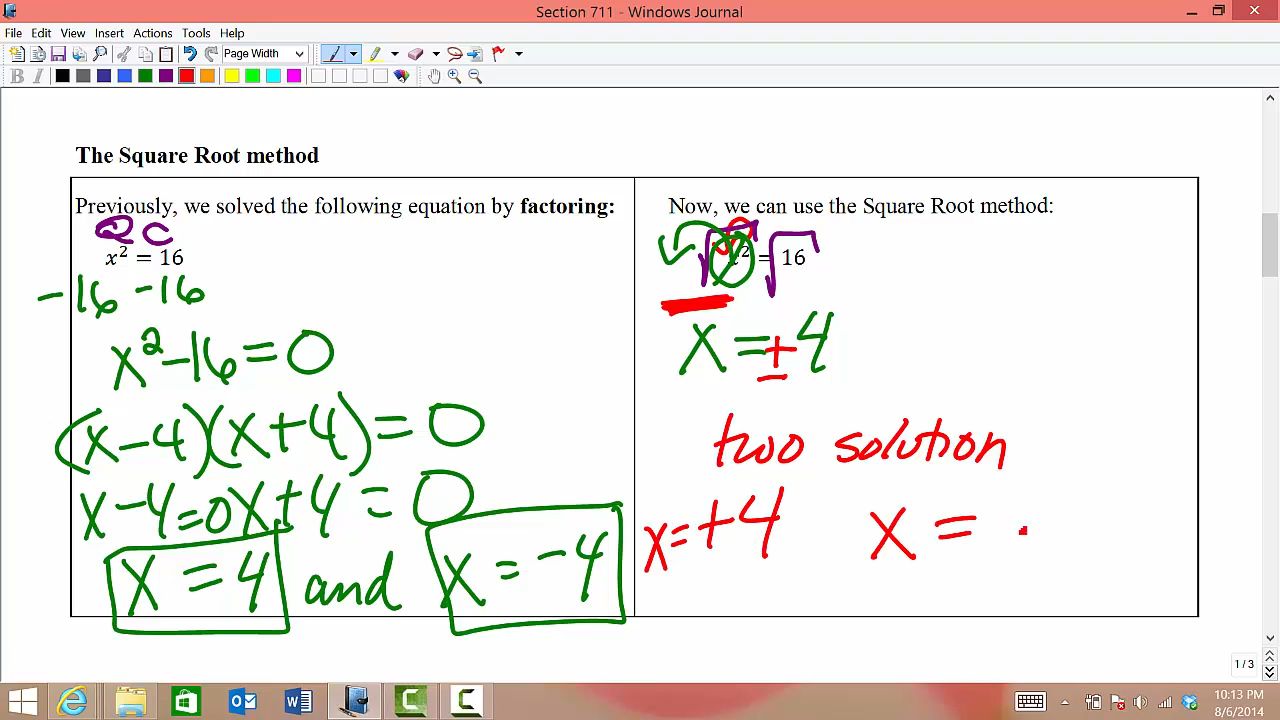 Section 711 - Windows Journal
File Edit View Insert Actions Tools Help
Page Width
B I
The Square Root method
Previously, we solved the following equation by factoring:
Q C
x² = 16
-16 -16
x² -16 = 0
(x-4)(x+4) = 0
x-4=0 x+4 = 0
x = 4 and x = -4
Now, we can use the Square Root method:
√x² = √16
x = ±4
two solution
x = +4 x = .
1 / 3
10:13 PM
8/6/2014